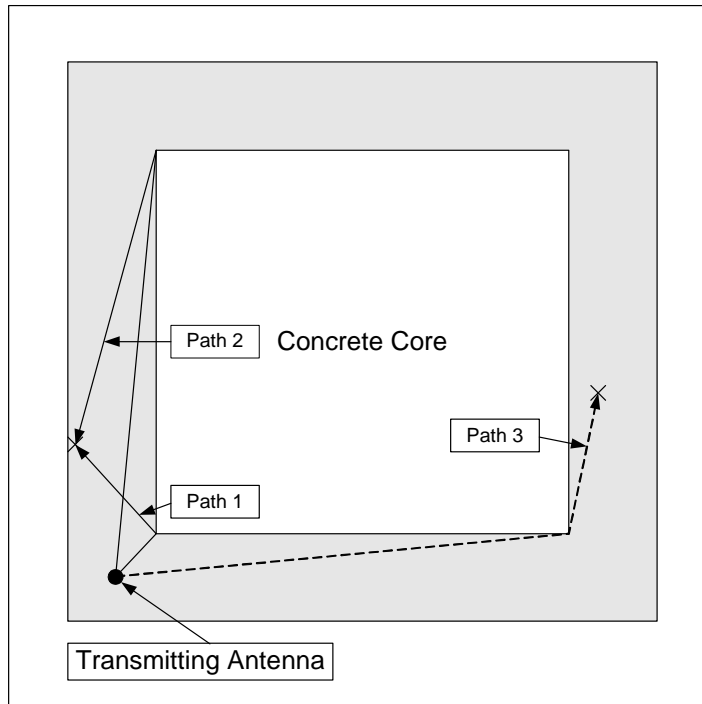 Path 2
Concrete Core
Path 3
Path 1
Transmitting Antenna